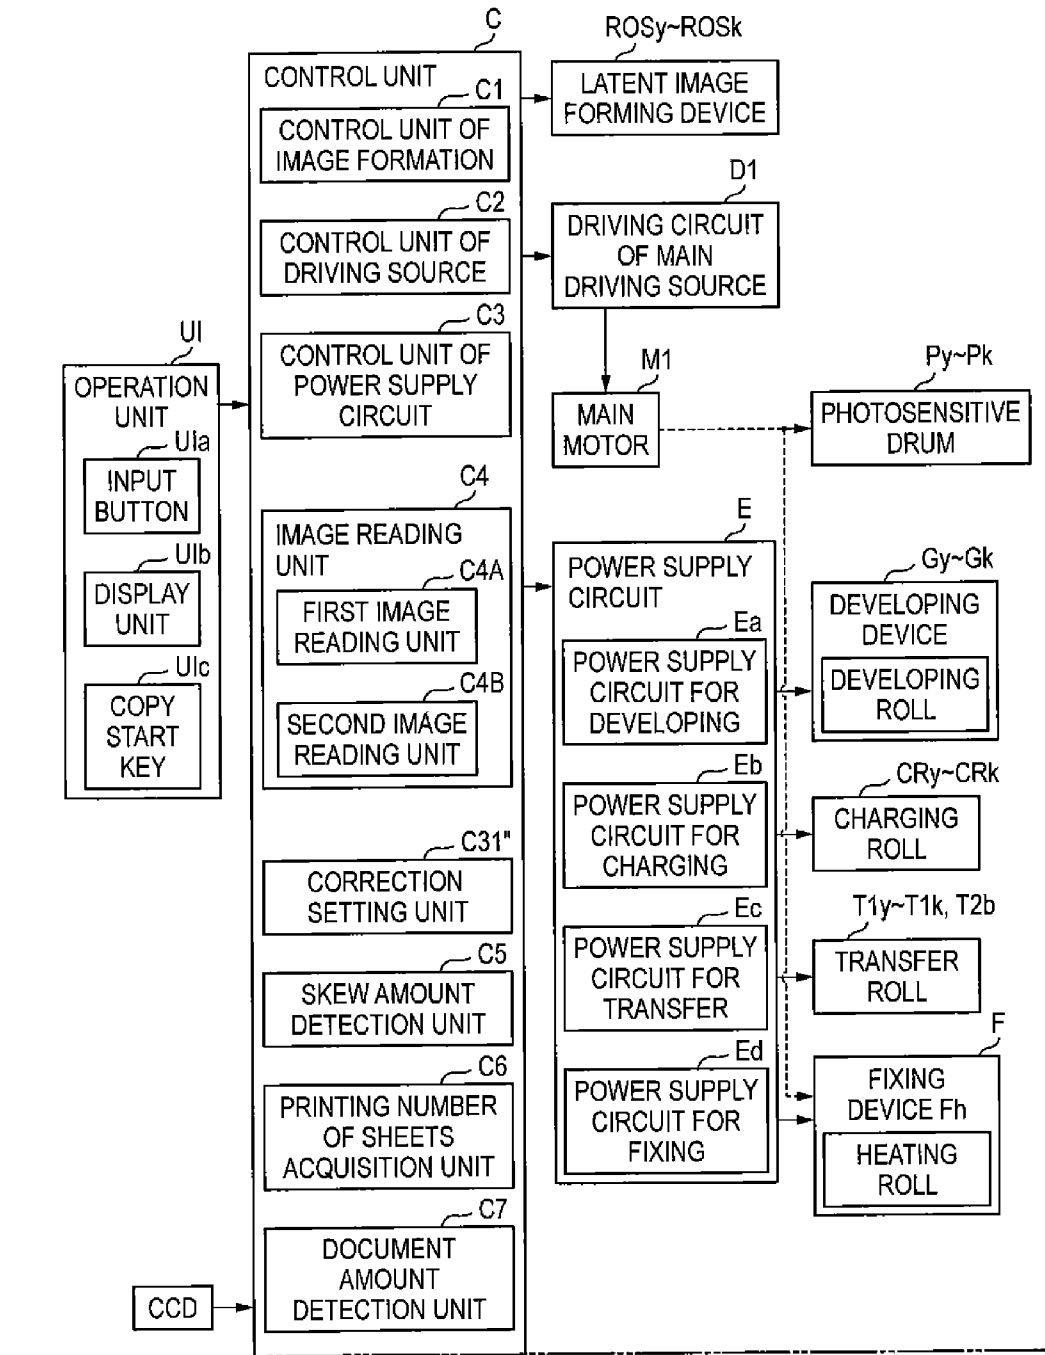 C
CONTROL UNIT
C1
CONTROL UNIT OF
IMAGE FORMATION
C2
CONTROL UNIT OF
DRIVING SOURCE
C3
CONTROL UNIT OF
POWER SUPPLY
CIRCUIT
UI
OPERATION
UNIT
UIa
INPUT
BUTTON
UIb
DISPLAY
UNIT
UIc
COPY
START
KEY
C4
IMAGE READING
UNIT
C4A
FIRST IMAGE
READING UNIT
C4B
SECOND IMAGE
READING UNIT
C31"
CORRECTION
SETTING UNIT
C5
SKEW AMOUNT
DETECTION UNIT
C6
PRINTING NUMBER
OF SHEETS
ACQUISITION UNIT
C7
DOCUMENT
AMOUNT
DETECTION UNIT
CCD
ROSy~ROSk
LATENT IMAGE
FORMING DEVICE
D1
DRIVING CIRCUIT
OF MAIN
DRIVING SOURCE
M1
MAIN
MOTOR
Py~Pk
PHOTOSENSITIVE
DRUM
E
POWER SUPPLY
CIRCUIT
Ea
POWER SUPPLY
CIRCUIT FOR
DEVELOPING
Eb
POWER SUPPLY
CIRCUIT FOR
CHARGING
Ec
POWER SUPPLY
CIRCUIT FOR
TRANSFER
Ed
POWER SUPPLY
CIRCUIT FOR
FIXING
Gy~Gk
DEVELOPING
DEVICE
DEVELOPING
ROLL
CRy~CRk
CHARGING
ROLL
T1y~T1k, T2b
TRANSFER
ROLL
F
FIXING
DEVICE Fh
HEATING
ROLL